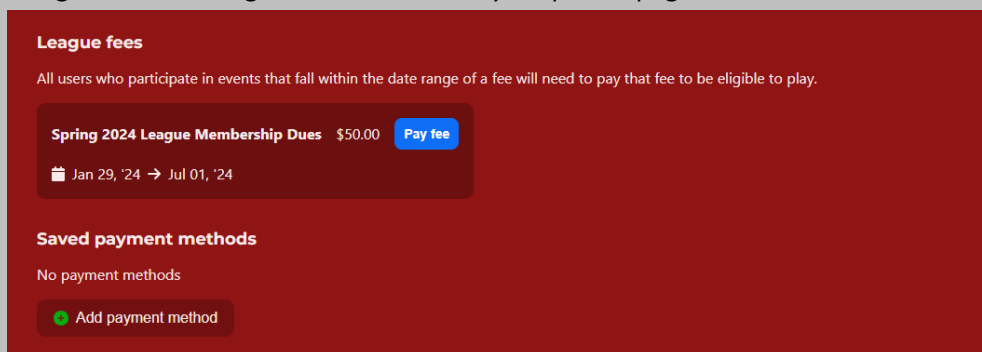 League fees
All users who participate in events that fall within the date range of a fee will need to pay that fee to be eligible to play.
Spring 2024 League Membership Dues $50.00 Pay fee
Jan 29, '24 → Jul 01, '24
Saved payment methods
No payment methods
Add payment method